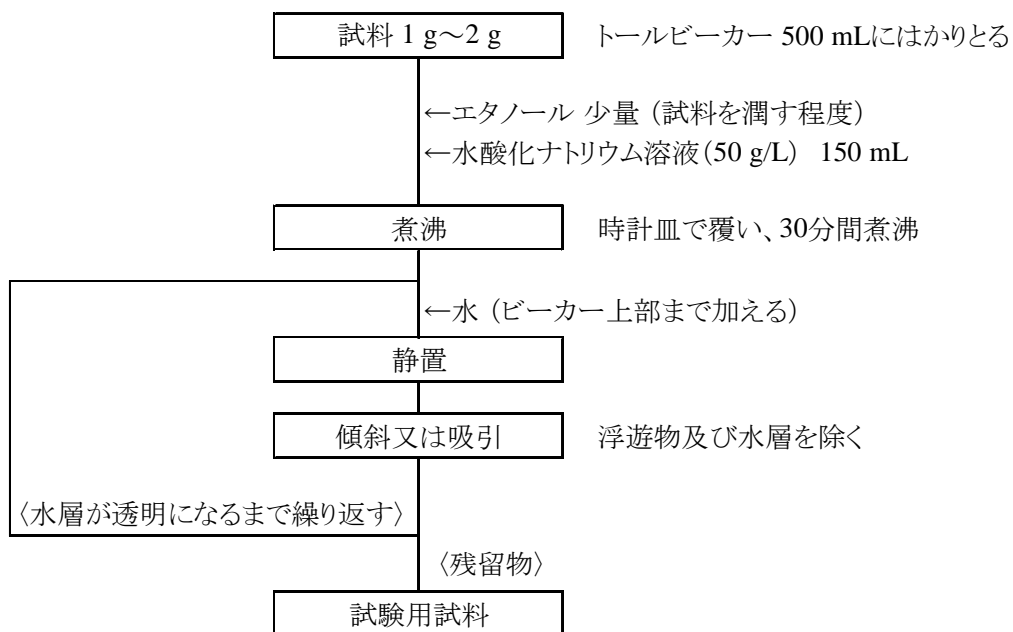 試料 1 g～2 g
トールビーカー 500 mLにはかりとる
←エタノール 少量 (試料を潤す程度)
←水酸化ナトリウム溶液(50 g/L) 150 mL
煮沸
時計皿で覆い、30分間煮沸
←水 (ビーカー上部まで加える)
静置
傾斜又は吸引
浮遊物及び水層を除く
〈水層が透明になるまで繰り返す〉
〈残留物〉
試験用試料